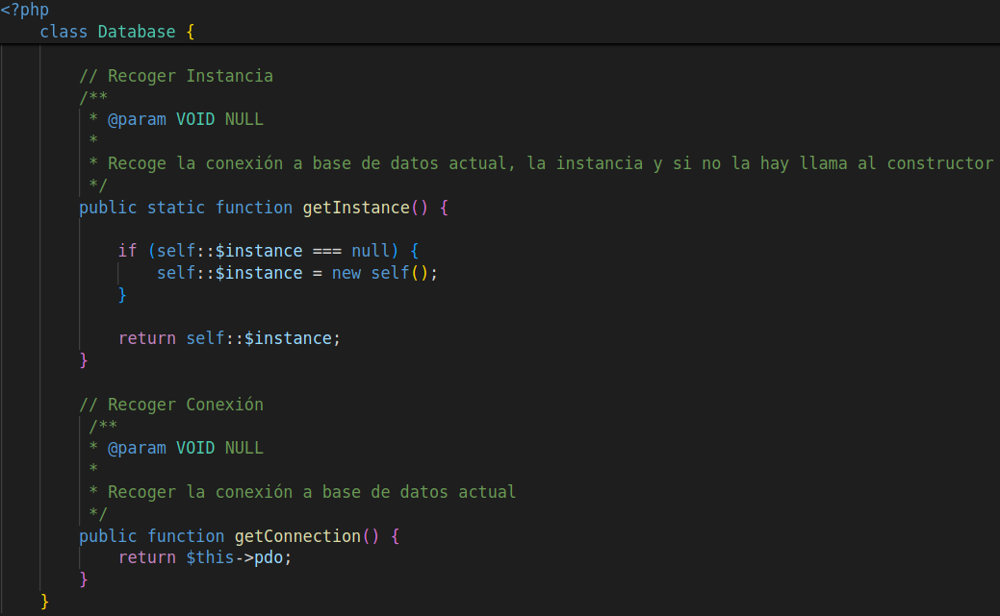 <?php
class Database {
// Recoger Instancia
/**
* @param VOID NULL
*
* Recoge la conexión a base de datos actual, la instancia y si no la hay llama al constructor
*/
public static function getInstance() {
if (self::$instance === null) {
self::$instance = new self();
}
return self::$instance;
}
// Recoger Conexión
/**
* @param VOID NULL
*
* Recoger la conexión a base de datos actual
*/
public function getConnection() {
return $this->pdo;
}
}